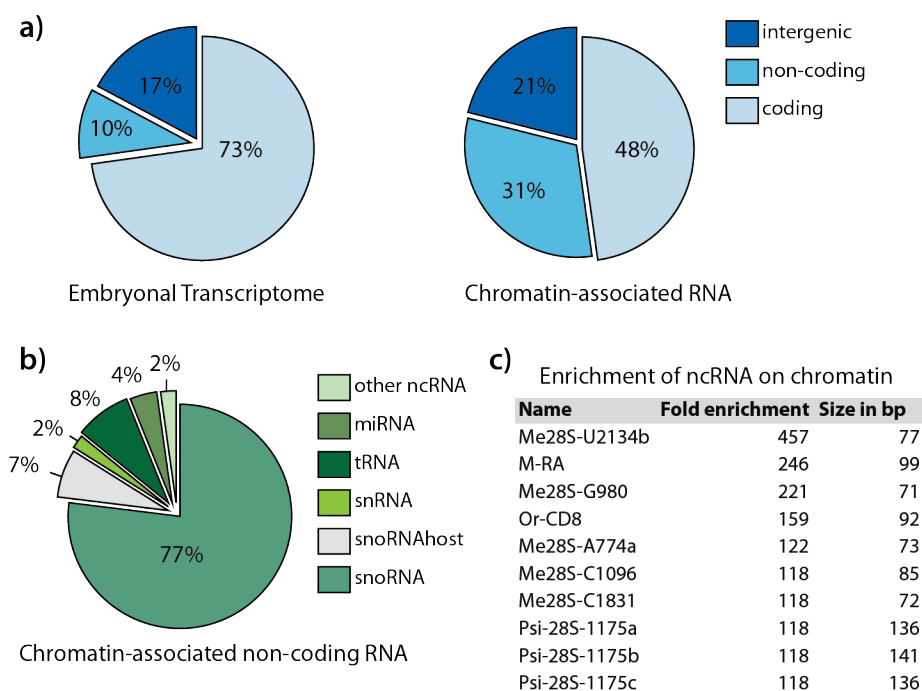 a)
17%
10%
73%
Embryonal Transcriptome
21%
31%
48%
Chromatin-associated RNA
intergenic
non-coding
coding
b)
2%
4%
8%
2%
7%
77%
other ncRNA
miRNA
tRNA
snRNA
snoRNAhost
snoRNA
Chromatin-associated non-coding RNA
c)
Enrichment of ncRNA on chromatin
Name Fold enrichment Size in bp
Me28S-U2134b 457 77
M-RA 246 99
Me28S-G980 221 71
Or-CD8 159 92
Me28S-A774a 122 73
Me28S-C1096 118 85
Me28S-C1831 118 72
Psi-28S-1175a 118 136
Psi-28S-1175b 118 141
Psi-28S-1175c 118 136